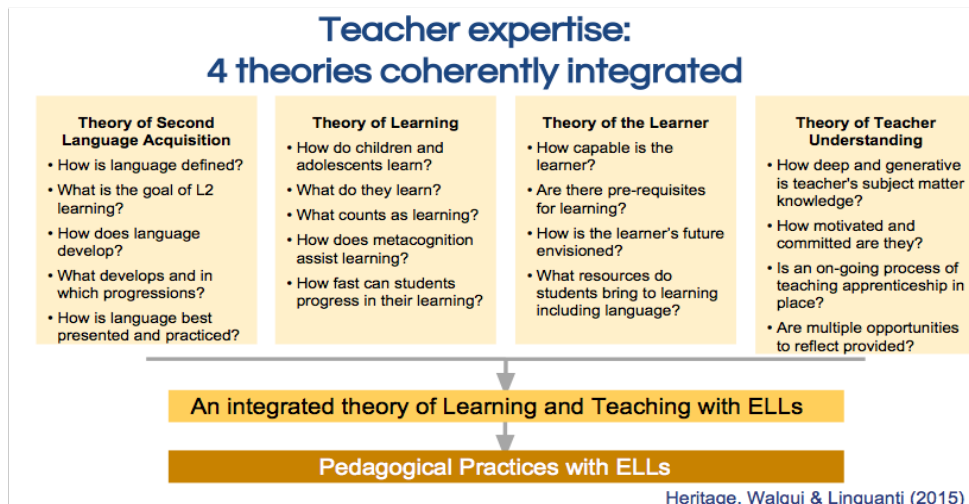 Teacher expertise:
4 theories coherently integrated
Theory of Second
Language Acquisition
• How is language defined?
• What is the goal of L2
learning?
• How does language
develop?
• What develops and in
which progressions?
• How is language best
presented and practiced?
Theory of Learning
• How do children and
adolescents learn?
• What do they learn?
• What counts as learning?
• How does metacognition
assist learning?
• How fast can students
progress in their learning?
Theory of the Learner
• How capable is the
learner?
• Are there pre-requisites
for learning?
• How is the learner's future
envisioned?
• What resources do
students bring to learning
including language?
Theory of Teacher
Understanding
• How deep and generative
is teacher's subject matter
knowledge?
• How motivated and
committed are they?
• Is an on-going process of
teaching apprenticeship in
place?
• Are multiple opportunities
to reflect provided?
An integrated theory of Learning and Teaching with ELLs
Pedagogical Practices with ELLs
Heritage, Walqui & Linquanti (2015)